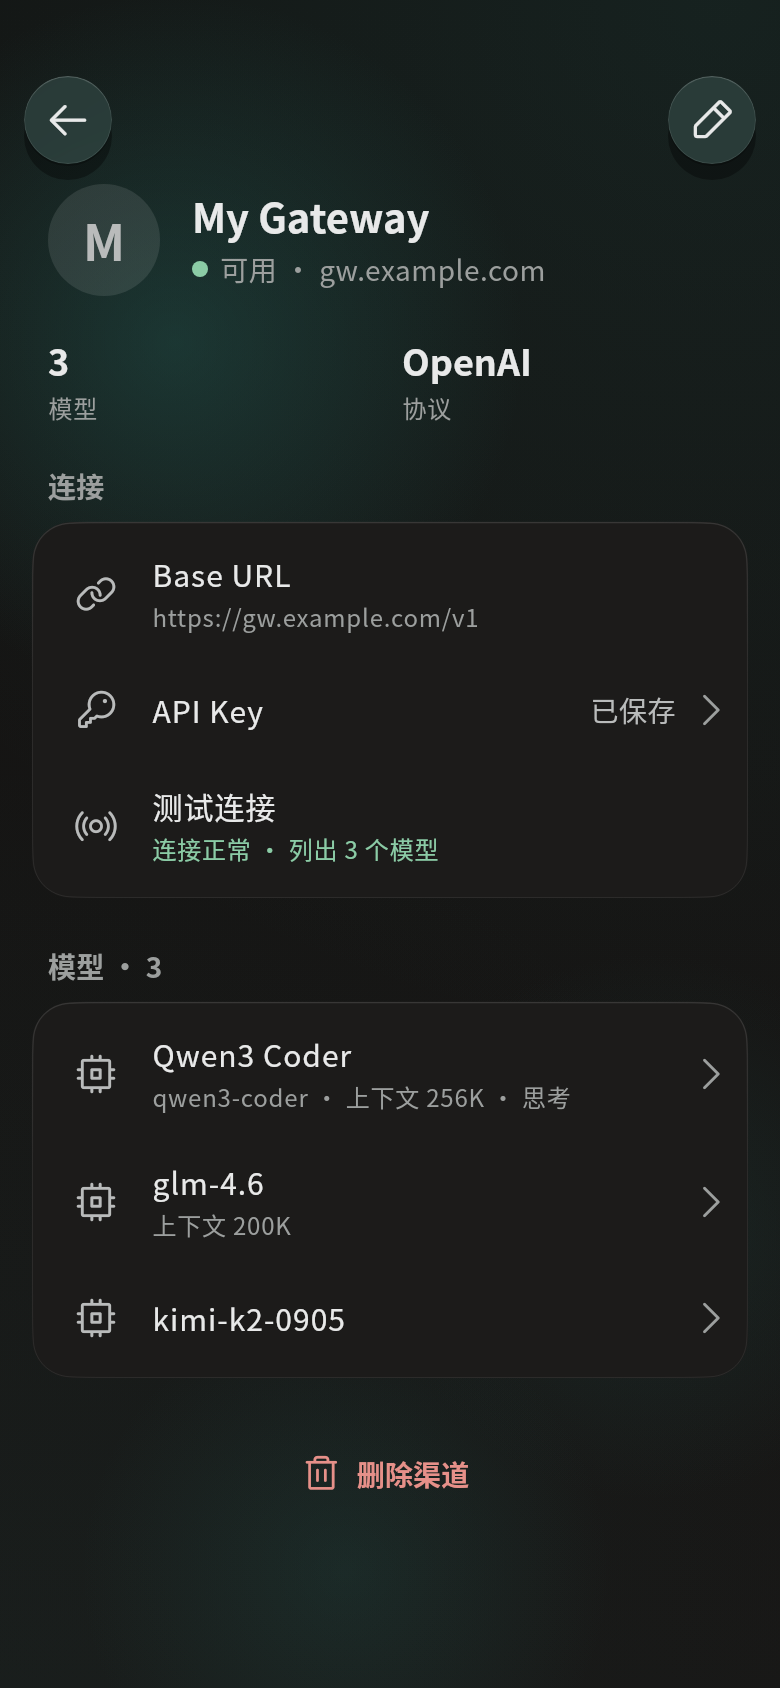 M
My Gateway
可用 · gw.example.com
3
模型
OpenAI
协议
连接
Base URL
https://gw.example.com/v1
API Key
已保存
测试连接
连接正常 · 列出 3 个模型
模型 · 3
Qwen3 Coder
qwen3-coder · 上下文 256K · 思考
glm-4.6
上下文 200K
kimi-k2-0905
删除渠道